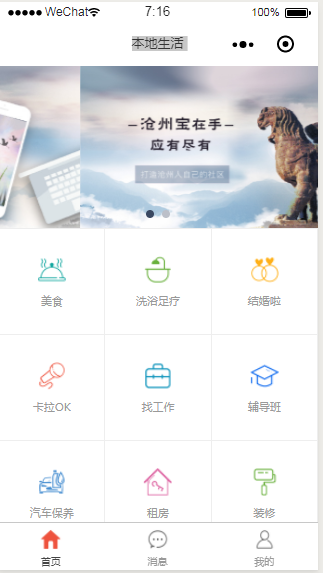 ●●●●● WeChat 7:16 100%
本地生活
—沧州宝在手—
应有尽有
打造沧州人自己的社区
美食 洗浴足疗 结婚啦
卡拉OK 找工作 辅导班
汽车保养 租房 装修
首页 消息 我的